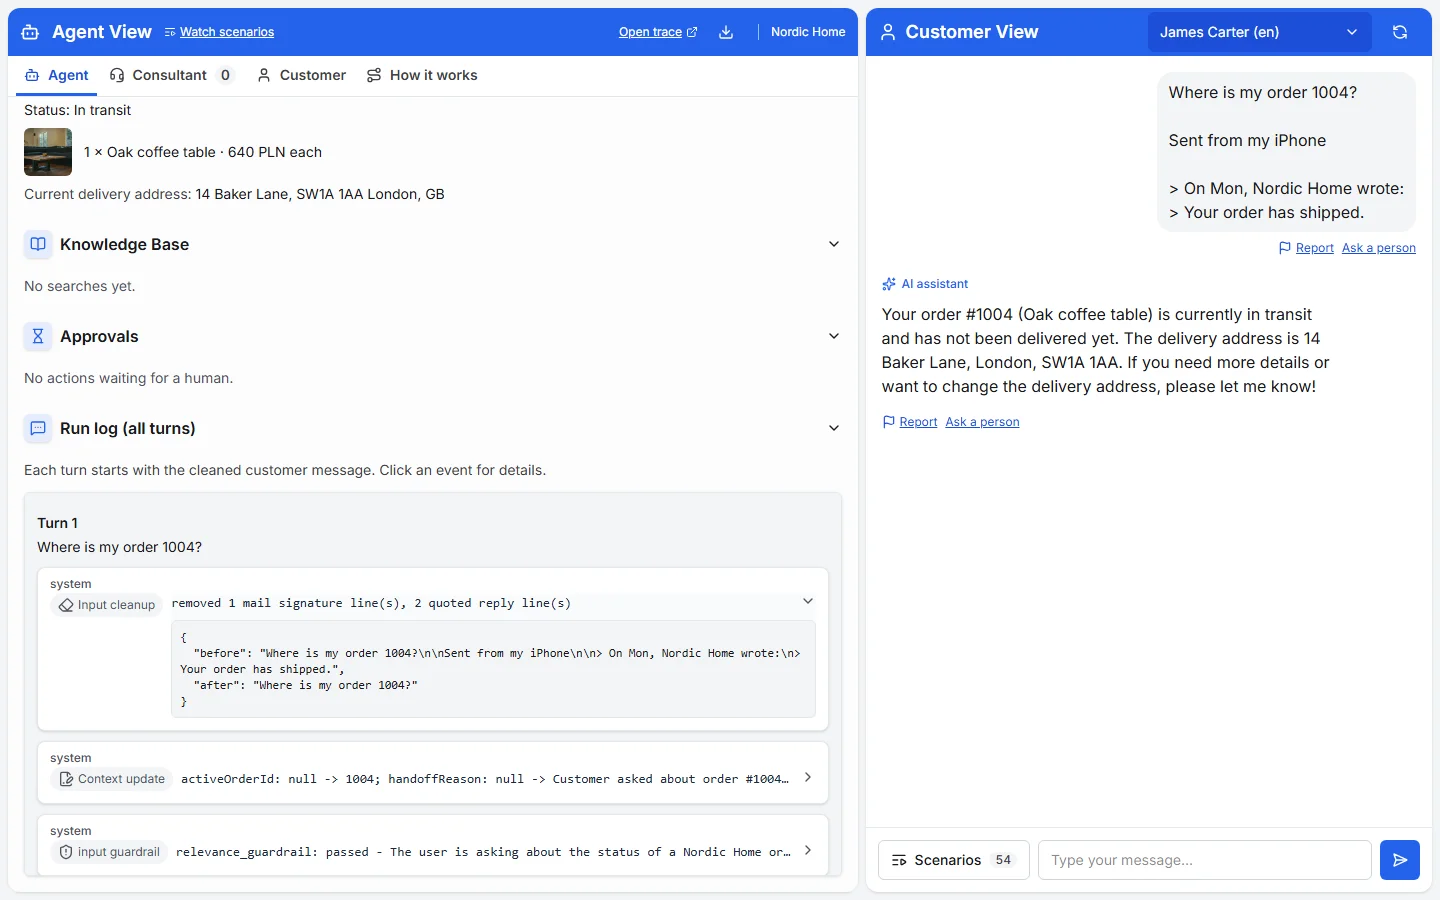 Agent View
Watch scenarios
Open trace
Nordic Home
Agent
Consultant 0
Customer
How it works
Status: In transit
1 × Oak coffee table · 640 PLN each
Current delivery address: 14 Baker Lane, SW1A 1AA London, GB
Knowledge Base
No searches yet.
Approvals
No actions waiting for a human.
Run log (all turns)
Each turn starts with the cleaned customer message. Click an event for details.
Turn 1
Where is my order 1004?
system
Input cleanup
removed 1 mail signature line(s), 2 quoted reply line(s)
{
"before": "Where is my order 1004?\n\nSent from my iPhone\n\n> On Mon, Nordic Home wrote:\n>
Your order has shipped.",
"after": "Where is my order 1004?"
}
system
Context update
activeOrderId: null -> 1004; handoffReason: null -> Customer asked about order #1004…
system
input guardrail
relevance_guardrail: passed - The user is asking about the status of a Nordic Home or…
Customer View
James Carter (en)
Where is my order 1004?
Sent from my iPhone
> On Mon, Nordic Home wrote:
> Your order has shipped.
Report
Ask a person
AI assistant
Your order #1004 (Oak coffee table) is currently in transit
and has not been delivered yet. The delivery address is 14
Baker Lane, London, SW1A 1AA. If you need more details or
want to change the delivery address, please let me know!
Report
Ask a person
Scenarios 54
Type your message...